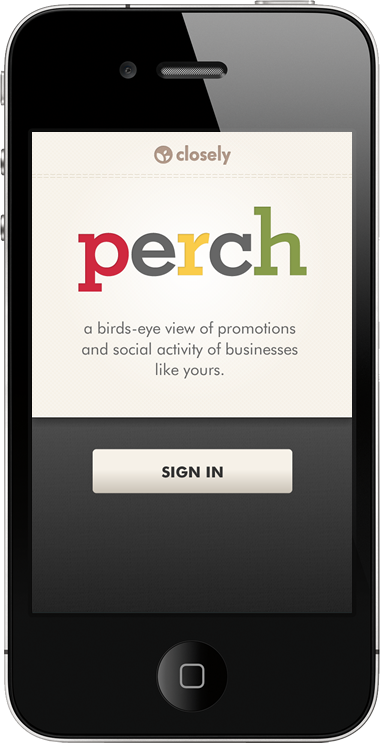 closely
perch
a birds-eye view of promotions
and social activity of businesses
like yours.
SIGN IN